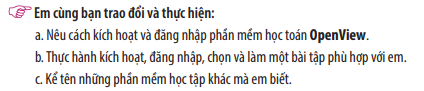 Em cùng bạn trao đổi và thực hiện:
a. Nêu cách kích hoạt và đăng nhập phần mềm học toán OpenView.
b. Thực hành kích hoạt, đăng nhập, chọn và làm một bài tập phù hợp với em.
c. Kể tên những phần mềm học tập khác mà em biết.